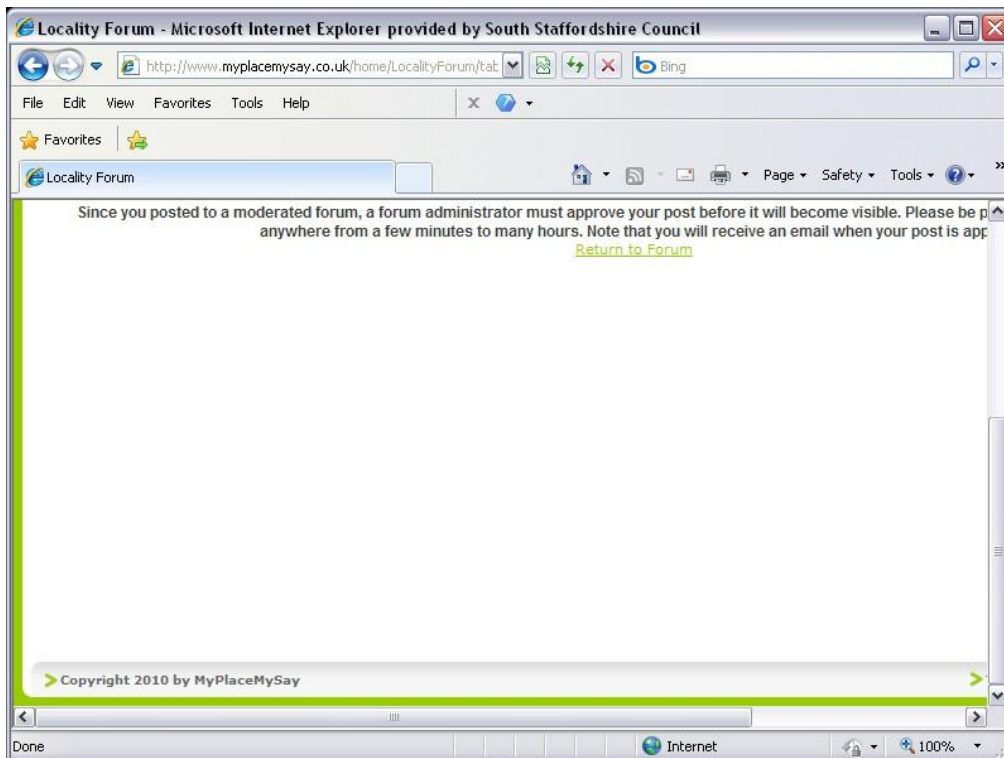 Locality Forum - Microsoft Internet Explorer provided by South Staffordshire Council
http://www.myplacemysay.co.uk/home/LocalityForum/tab
Bing
File Edit View Favorites Tools Help
X
Favorites
Locality Forum
Page Safety Tools
Since you posted to a moderated forum, a forum administrator must approve your post before it will become visible. Please be p
anywhere from a few minutes to many hours. Note that you will receive an email when your post is app
Return to Forum
Copyright 2010 by MyPlaceMySay
Done
Internet
100%